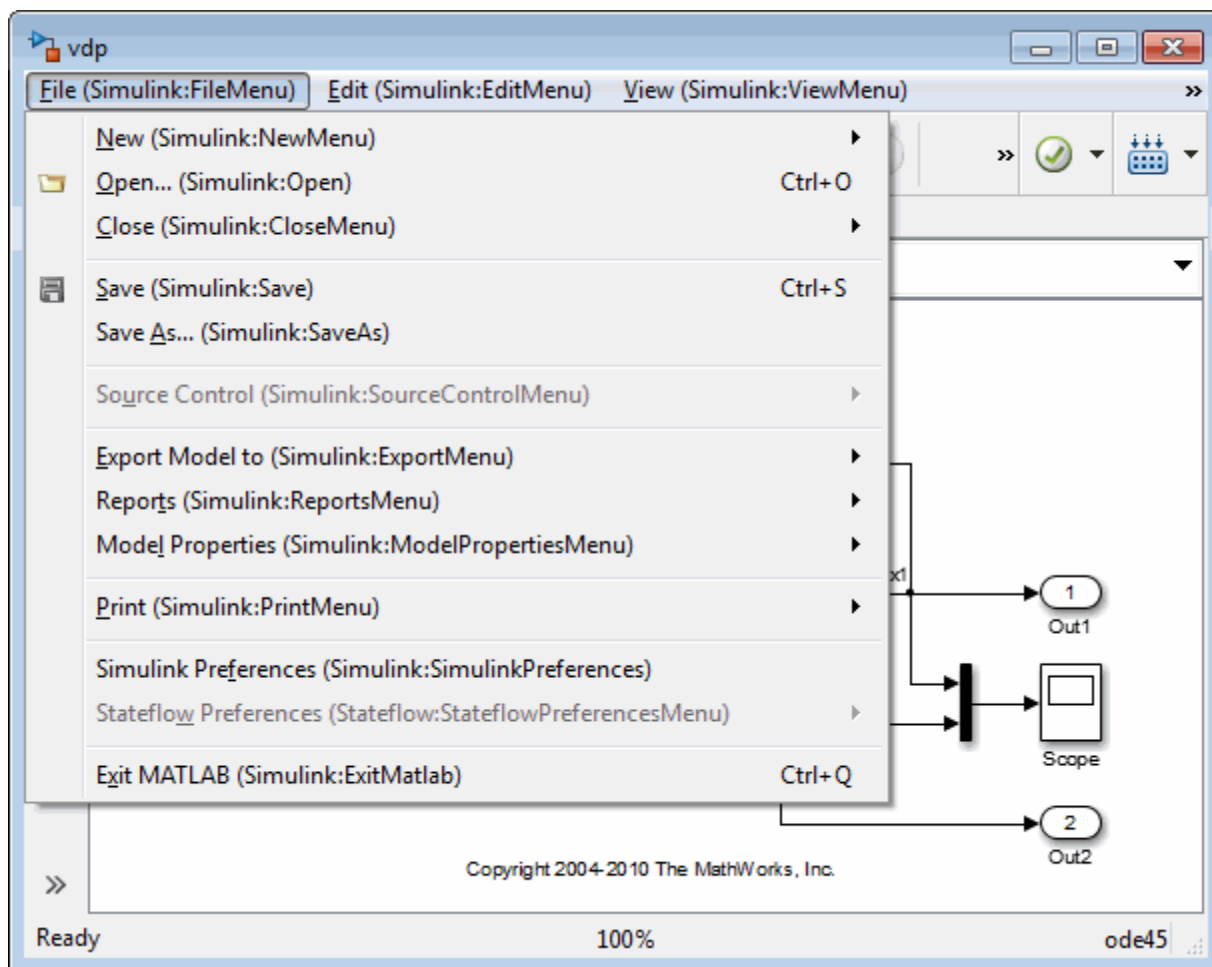 vdp
File (Simulink:FileMenu) Edit (Simulink:EditMenu) View (Simulink:ViewMenu) »
New (Simulink:NewMenu)
Open... (Simulink:Open) Ctrl+O
Close (Simulink:CloseMenu)
Save (Simulink:Save) Ctrl+S
Save As... (Simulink:SaveAs)
Source Control (Simulink:SourceControlMenu)
Export Model to (Simulink:ExportMenu)
Reports (Simulink:ReportsMenu)
Model Properties (Simulink:ModelPropertiesMenu)
x1
1
Print (Simulink:PrintMenu)
Out1
Simulink Preferences (Simulink:SimulinkPreferences)
Stateflow Preferences (Stateflow:StateflowPreferencesMenu)
Scope
Exit MATLAB (Simulink:ExitMatlab) Ctrl+Q
2
Out2
Copyright 2004-2010 The MathWorks, Inc.
Ready 100% ode45